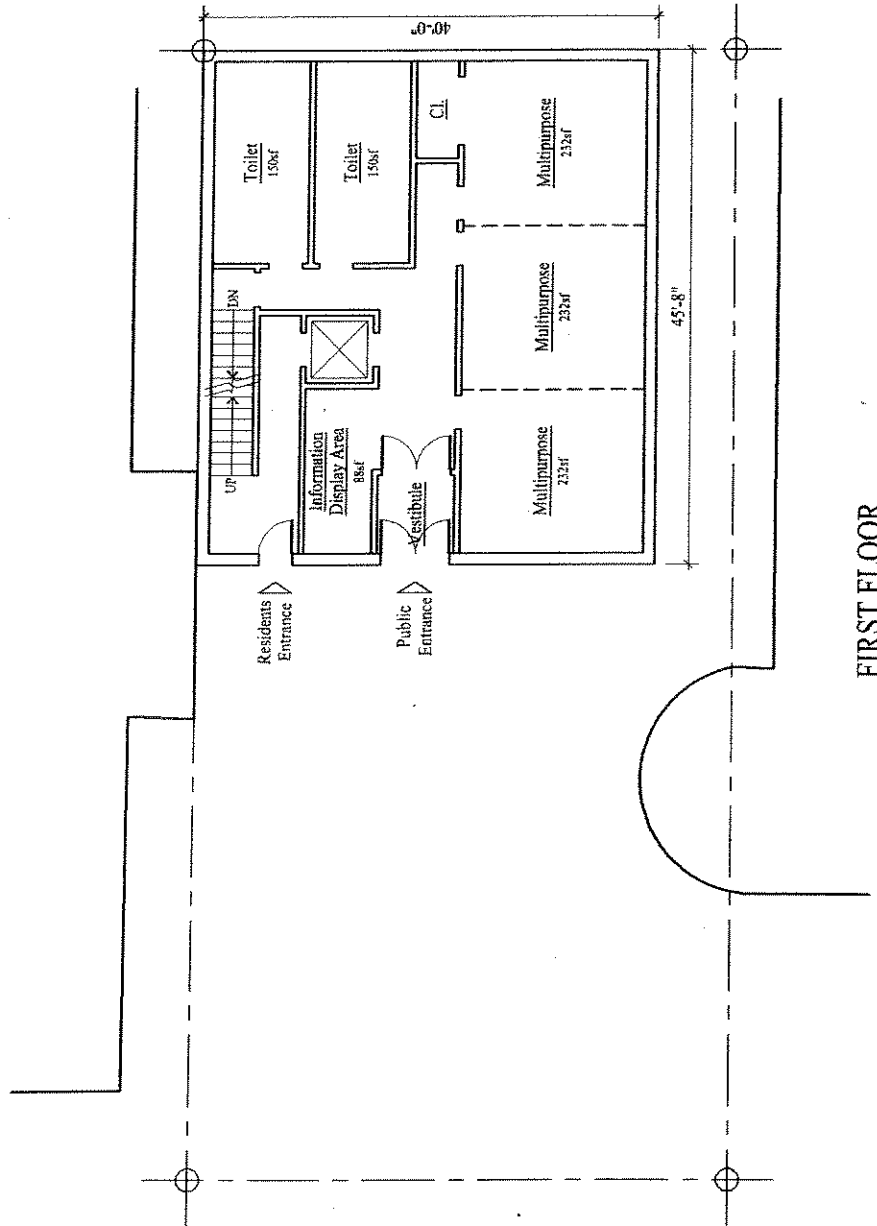 40'-0"
Toilet
150sf
Toilet
150sf
Cl.
Multipurpose
232sf
DN
Multipurpose
232sf
45'-8"
UP
Information
Display Area
88sf
Vestibule
Multipurpose
232sf
Residents
Entrance
Public
Entrance
FIRST FLOOR